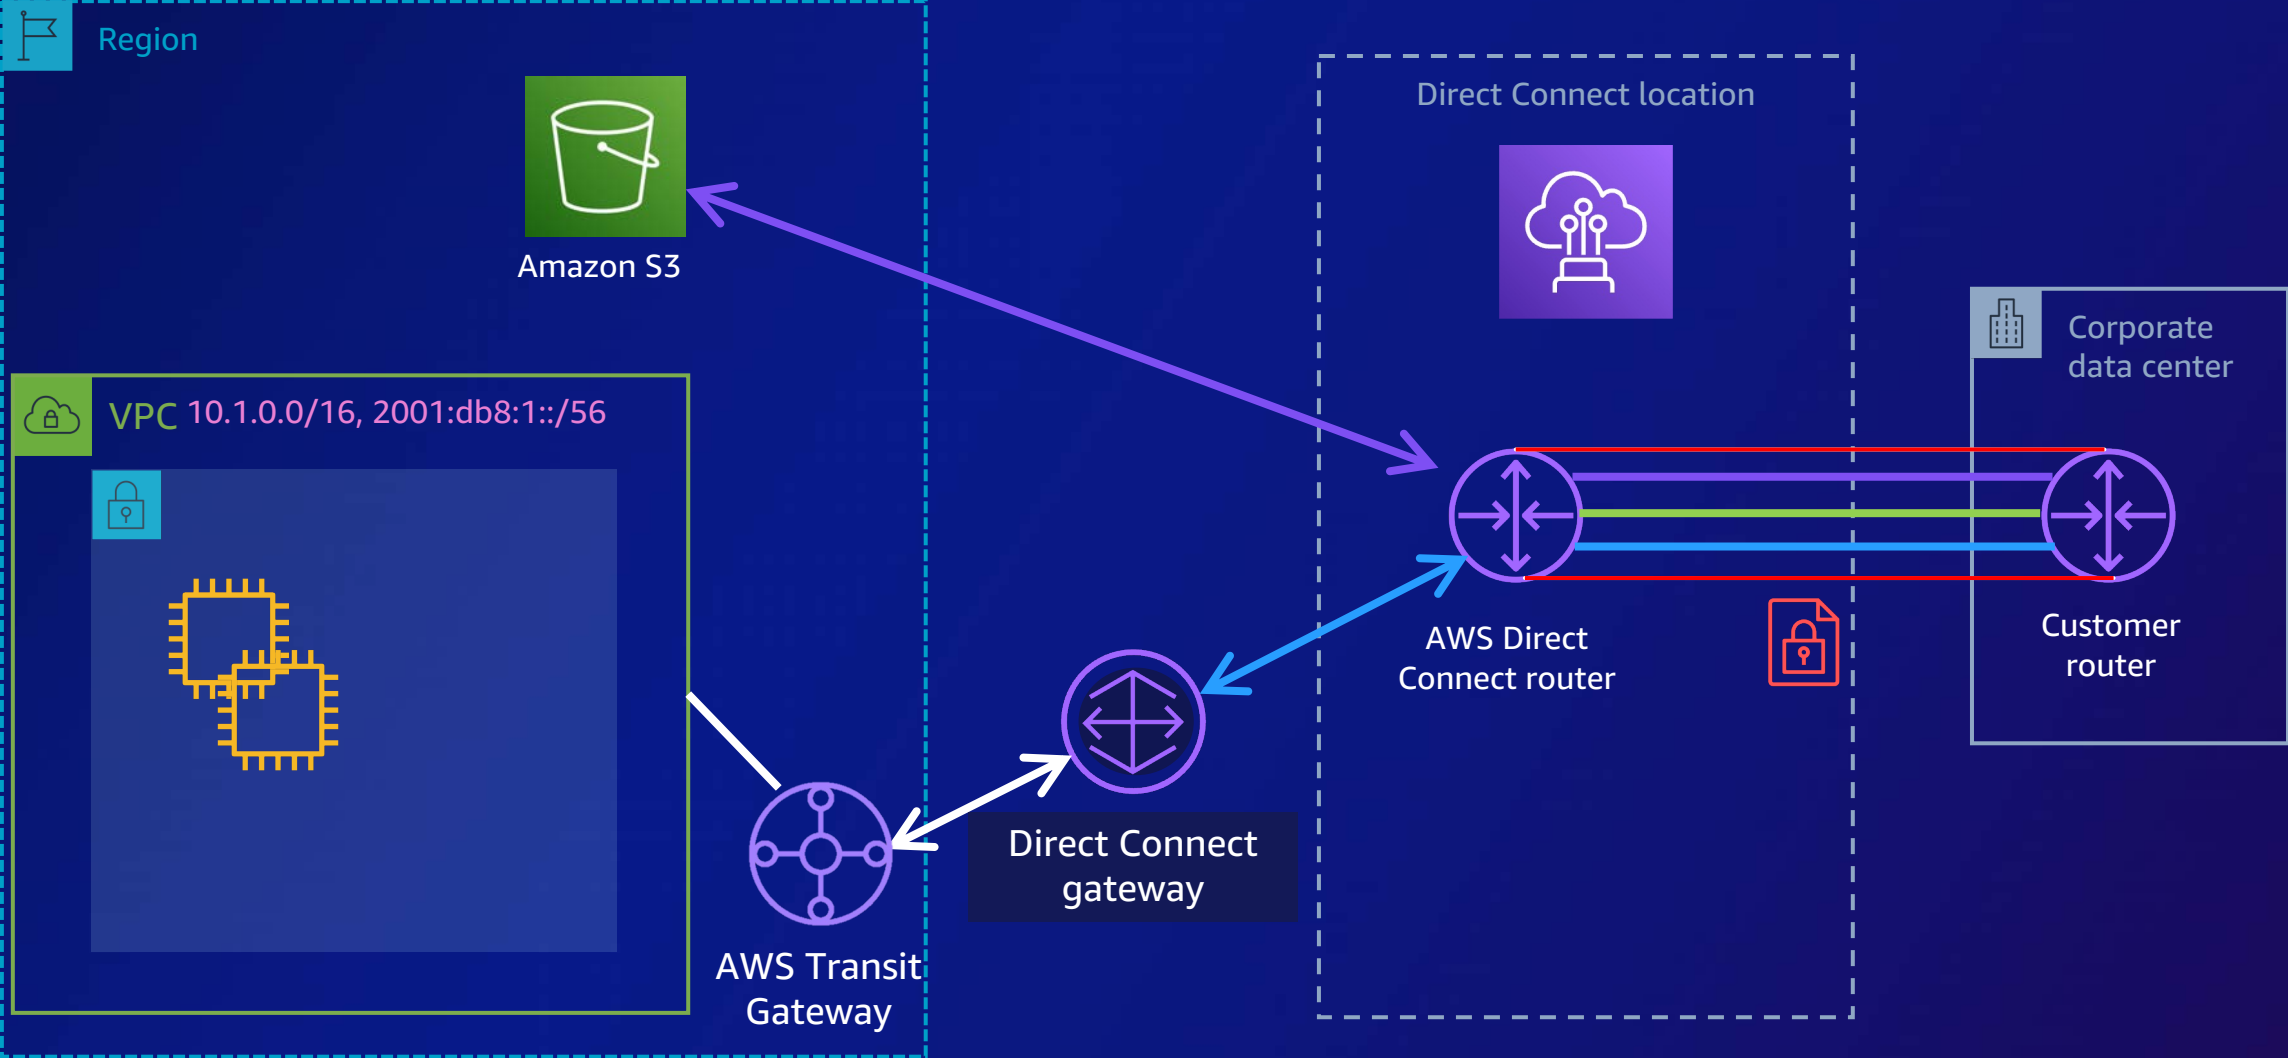 Region
Amazon S3
VPC 10.1.0.0/16, 2001:db8:1::/56
AWS Transit
Gateway
Direct Connect
gateway
Direct Connect location
AWS Direct
Connect router
Corporate
data center
Customer
router